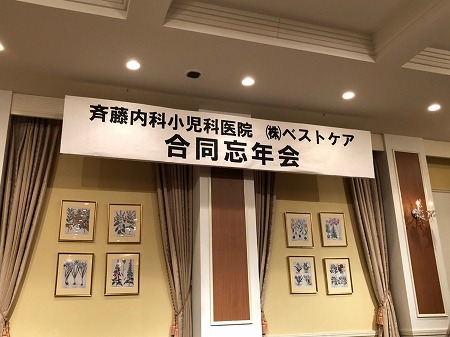 斉藤内科小児科医院 ㈱ベストケア
合同忘年会